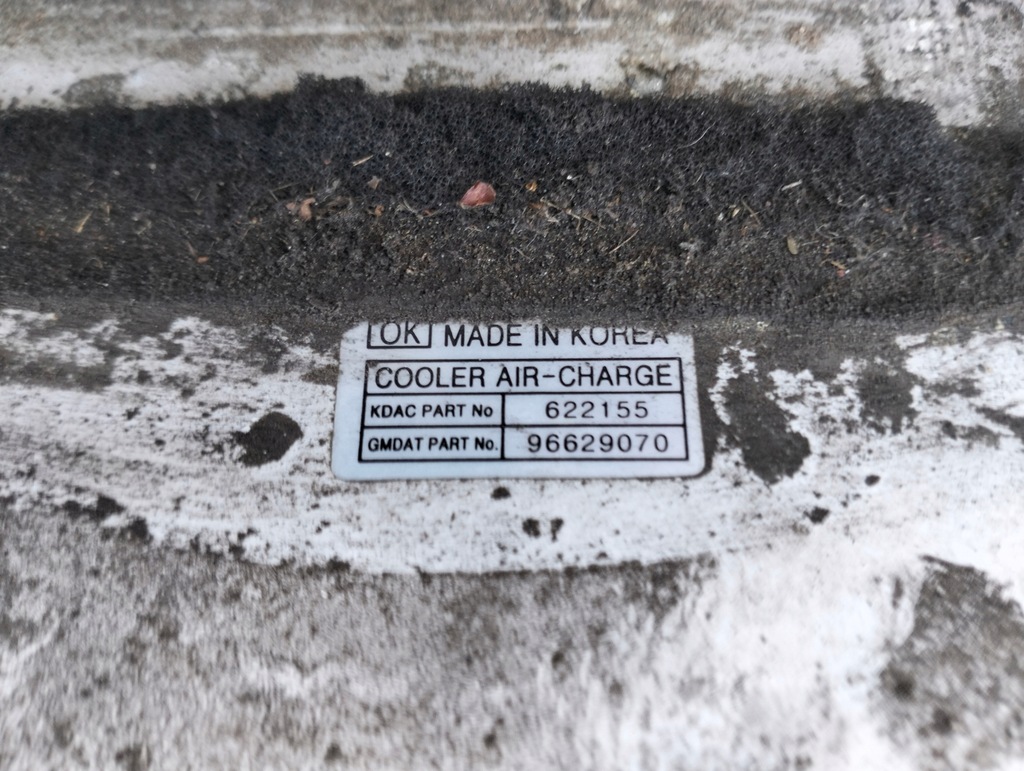 OK MADE IN KOREA
COOLER AIR-CHARGE
KDAC PART No 622155
GMDAT PART No. 96629070